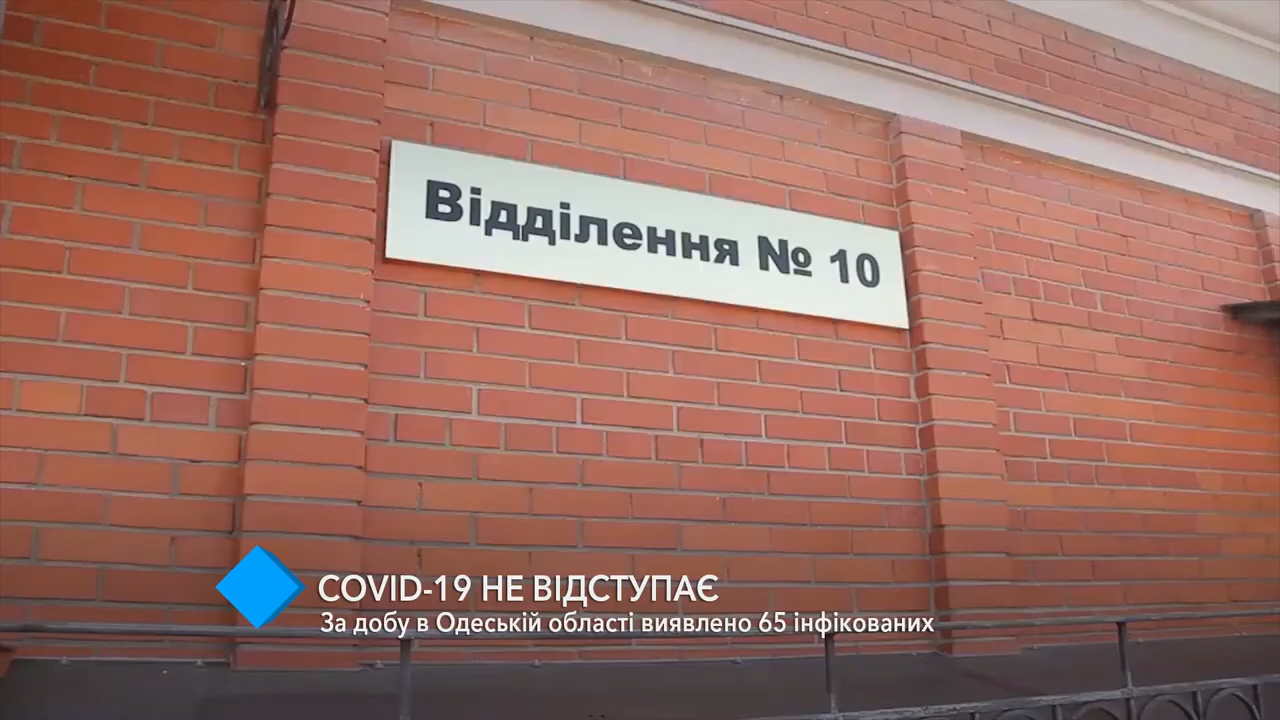 Відділення № 10
COVID-19 НЕ ВІДСТУПАЄ
За добу в Одеській області виявлено 65 інфікованих